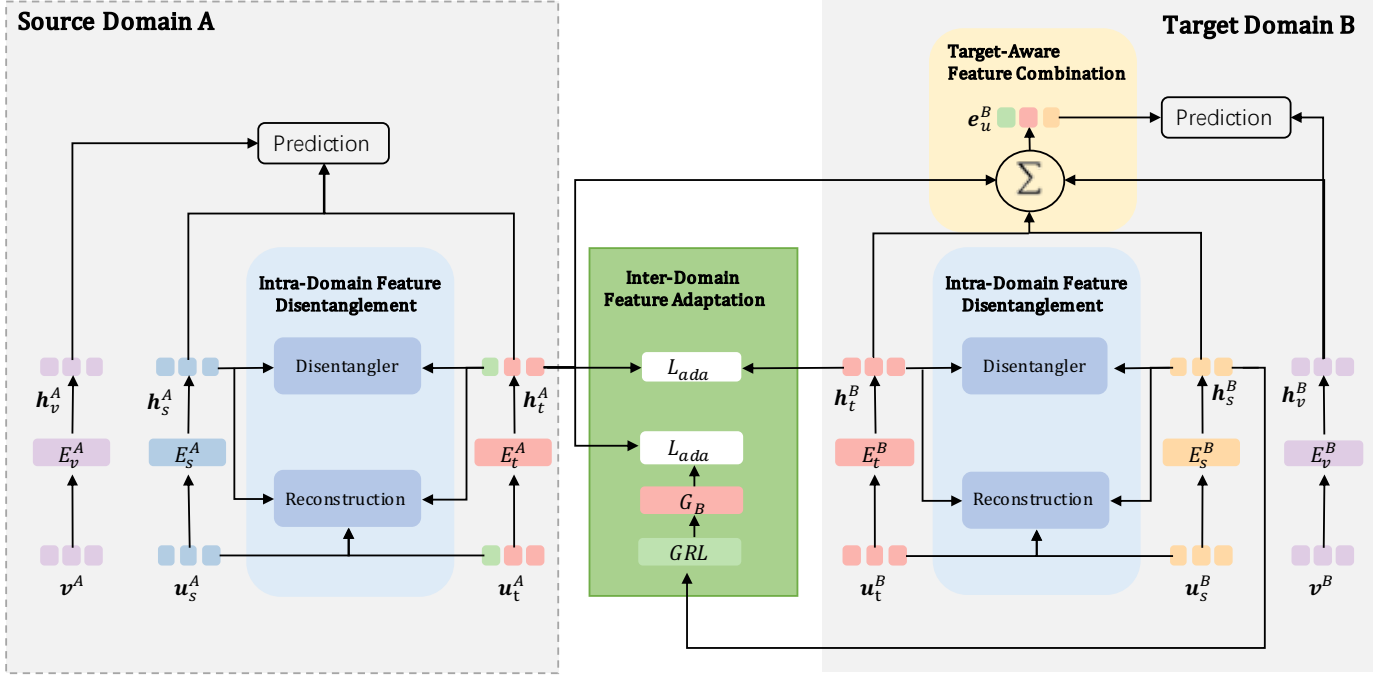 Source Domain A
Target Domain B
Target-Aware
Feature Combination
e_u^B
Prediction
Prediction
Σ
Intra-Domain Feature
Disentanglement
Inter-Domain
Feature Adaptation
Intra-Domain Feature
Disentanglement
Disentangler
L_ada
Disentangler
h_v^A
h_s^A
h_t^A
h_t^B
h_s^B
h_v^B
E_v^A
E_s^A
E_t^A
L_ada
E_t^B
E_s^B
E_v^B
Reconstruction
G_B
Reconstruction
GRL
v^A
u_s^A
u_t^A
u_t^B
u_s^B
v^B